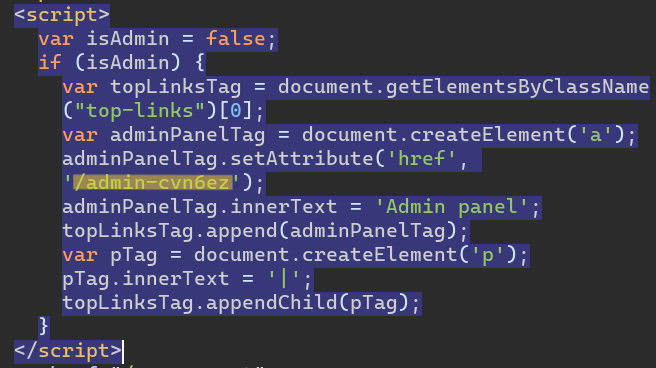 <script>
var isAdmin = false;
if (isAdmin) {
var topLinksTag = document.getElementsByClassName
("top-links")[0];
var adminPanelTag = document.createElement('a');
adminPanelTag.setAttribute('href',
'/admin-cvn6ez');
adminPanelTag.innerText = 'Admin panel';
topLinksTag.append(adminPanelTag);
var pTag = document.createElement('p');
pTag.innerText = '|';
topLinksTag.appendChild(pTag);
}
</script>